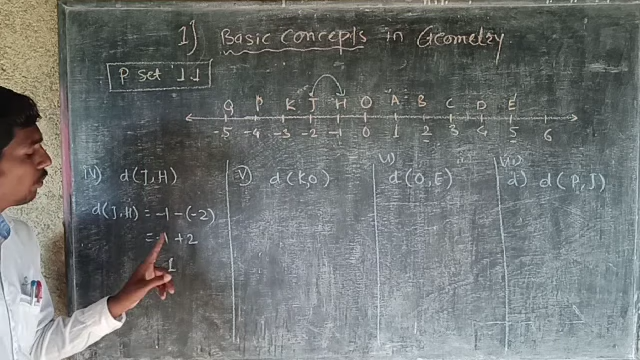 1) Basic Concepts in Geometry.
P Set 1.1
Q P K J H O A B C D E
-5 -4 -3 -2 -1 0 1 2 3 4 5 6
IV) d(J,H)
d(J,H) = -1 - (-2)
= -1 + 2
1
V) d(K,O)
vi)
d(O,E)
vii)
d) d(P,J)